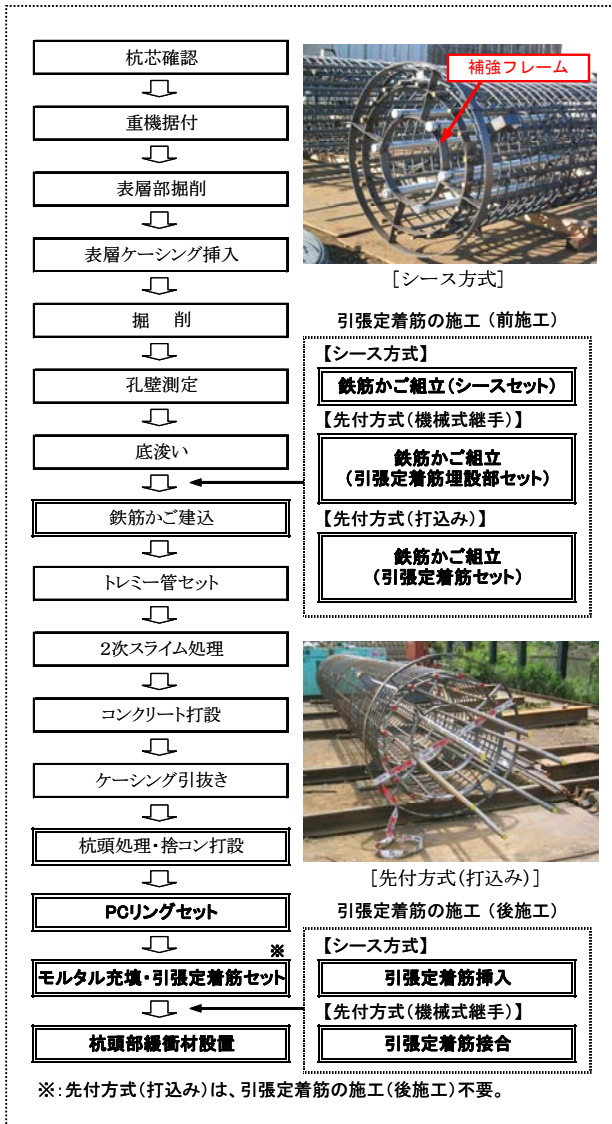 杭芯確認
重機据付
表層部掘削
表層ケーシング挿入
掘　削
孔壁測定
底浚い
鉄筋かご建込
トレミー管セット
2次スライム処理
コンクリート打設
ケーシング引抜き
杭頭処理・捨コン打設
PCリングセット
※
モルタル充填・引張定着筋セット
杭頭部緩衝材設置
補強フレーム
[シース方式]
引張定着筋の施工（前施工）
【シース方式】
鉄筋かご組立（シースセット）
【先付方式（機械式継手）】
鉄筋かご組立
（引張定着筋埋設部セット）
【先付方式（打込み）】
鉄筋かご組立
（引張定着筋セット）
[先付方式（打込み）]
引張定着筋の施工（後施工）
【シース方式】
引張定着筋挿入
【先付方式（機械式継手）】
引張定着筋接合
※：先付方式（打込み）は、引張定着筋の施工（後施工）不要。